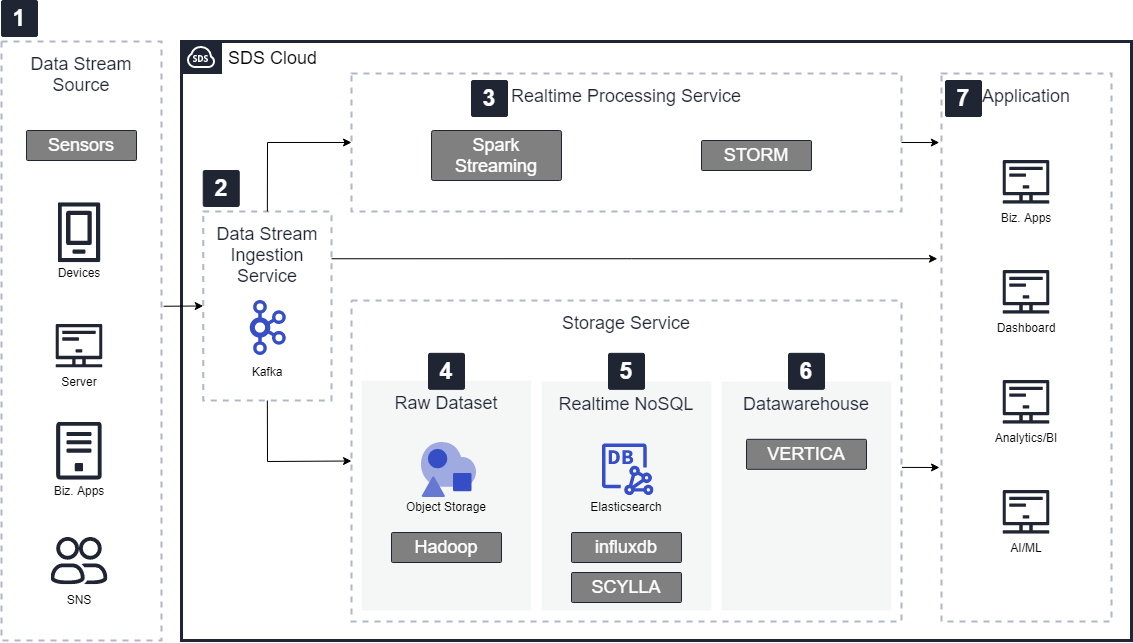 1
Data Stream
Source
Sensors
Devices
Server
Biz. Apps
SNS
SDS
SDS Cloud
2
Data Stream
Ingestion
Service
Kafka
3
Realtime Processing Service
Spark
Streaming
STORM
Storage Service
4
Raw Dataset
Object Storage
Hadoop
5
Realtime NoSQL
DB
Elasticsearch
influxdb
SCYLLA
6
Datawarehouse
VERTICA
7
Application
Biz. Apps
Dashboard
Analytics/BI
AI/ML